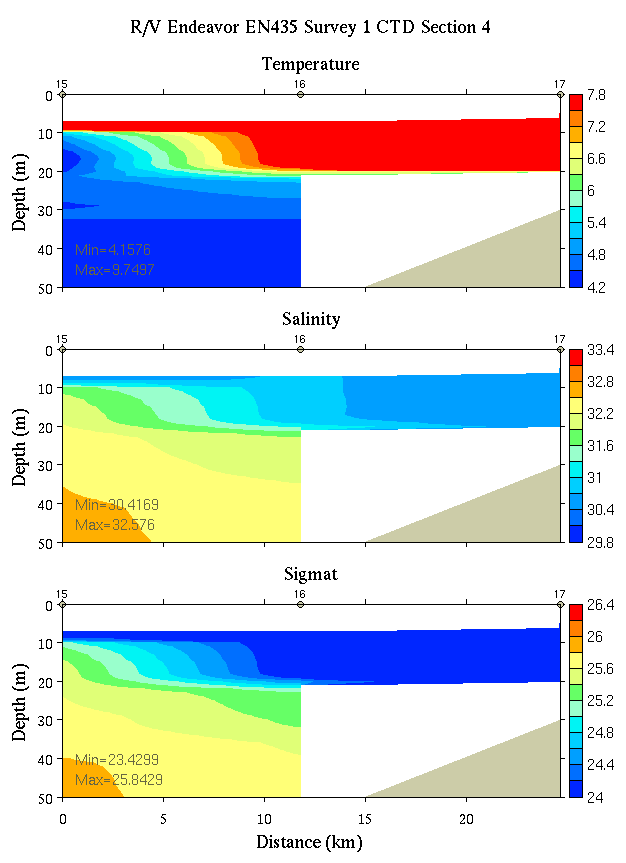 R/V Endeavor EN435 Survey 1 CTD Section 4
Temperature
15 16 17
0
10
20
30
40
50
Depth (m)
Min=4.1576
Max=9.7497
7.8
7.2
6.6
6
5.4
4.8
4.2
Salinity
15 16 17
0
10
20
30
40
50
Depth (m)
Min=30.4169
Max=32.576
33.4
32.8
32.2
31.6
31
30.4
29.8
Sigmat
15 16 17
0
10
20
30
40
50
Depth (m)
Min=23.4299
Max=25.8429
26.4
26
25.6
25.2
24.8
24.4
24
0 5 10 15 20
Distance (km)